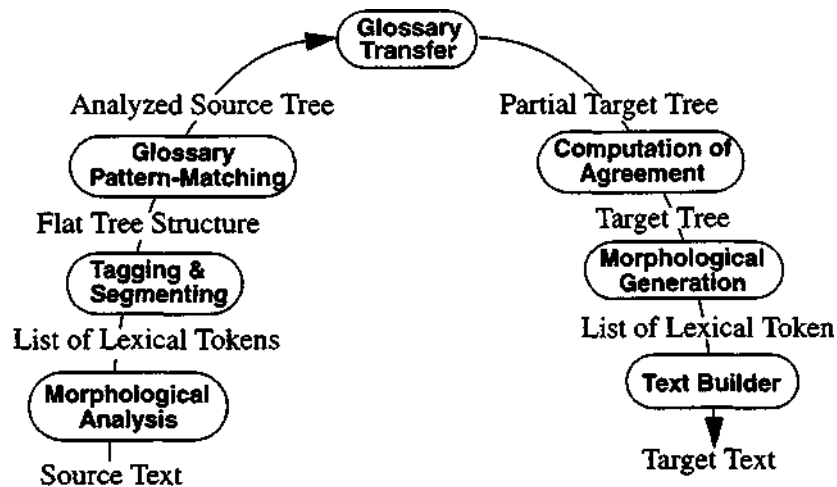 Glossary
Transfer
Analyzed Source Tree
Partial Target Tree
Glossary
Pattern-Matching
Computation of
Agreement
Flat Tree Structure
Target Tree
Tagging &
Segmenting
Morphological
Generation
List of Lexical Tokens
List of Lexical Token
Morphological
Analysis
Text Builder
Source Text
Target Text